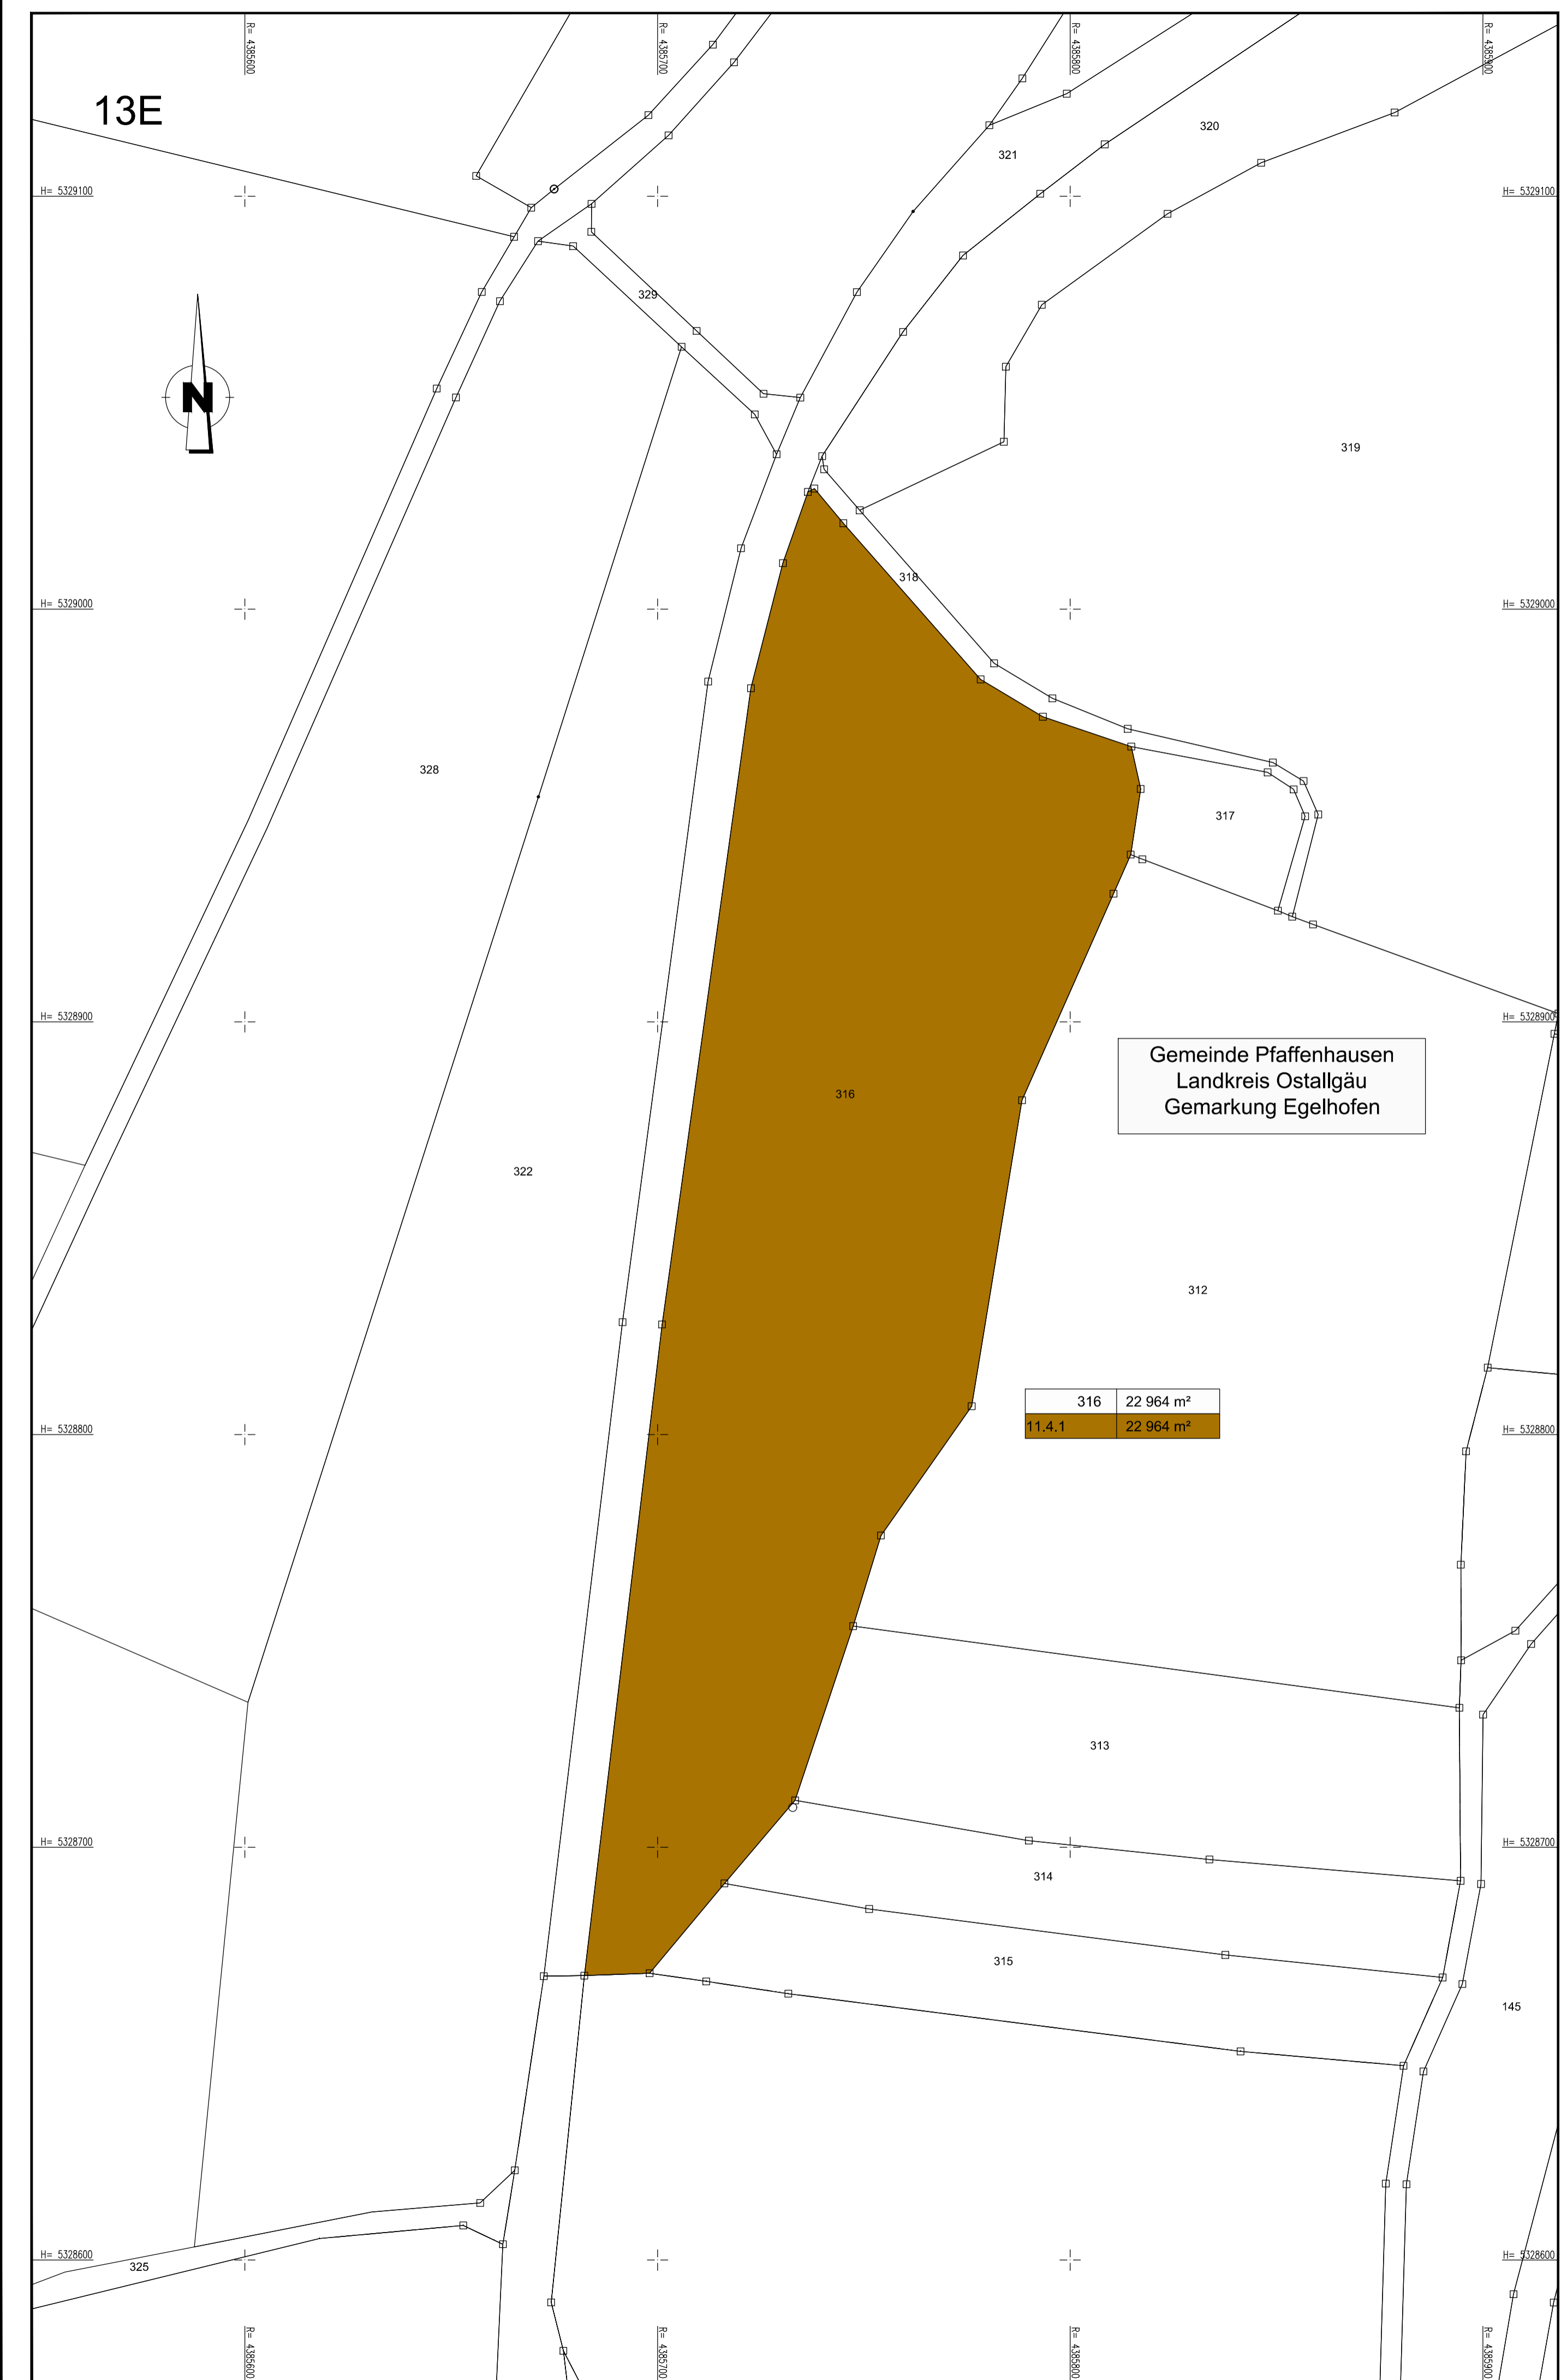 R= 4385600
R= 4385700
R= 4385800
R= 4385900
13E
320
321
H= 5329100
H= 5329100
329
N
319
318
H= 5329000
H= 5329000
328
317
H= 5328900
H= 5328900
Gemeinde Pfaffenhausen
Landkreis Ostallgäu
Gemarkung Egelhofen
316
322
312
316 22 964 m²
11.4.1 22 964 m²
H= 5328800
H= 5328800
313
H= 5328700
H= 5328700
314
315
145
H= 5328600
H= 5328600
325
R= 4385600
R= 4385700
R= 4385800
R= 4385900